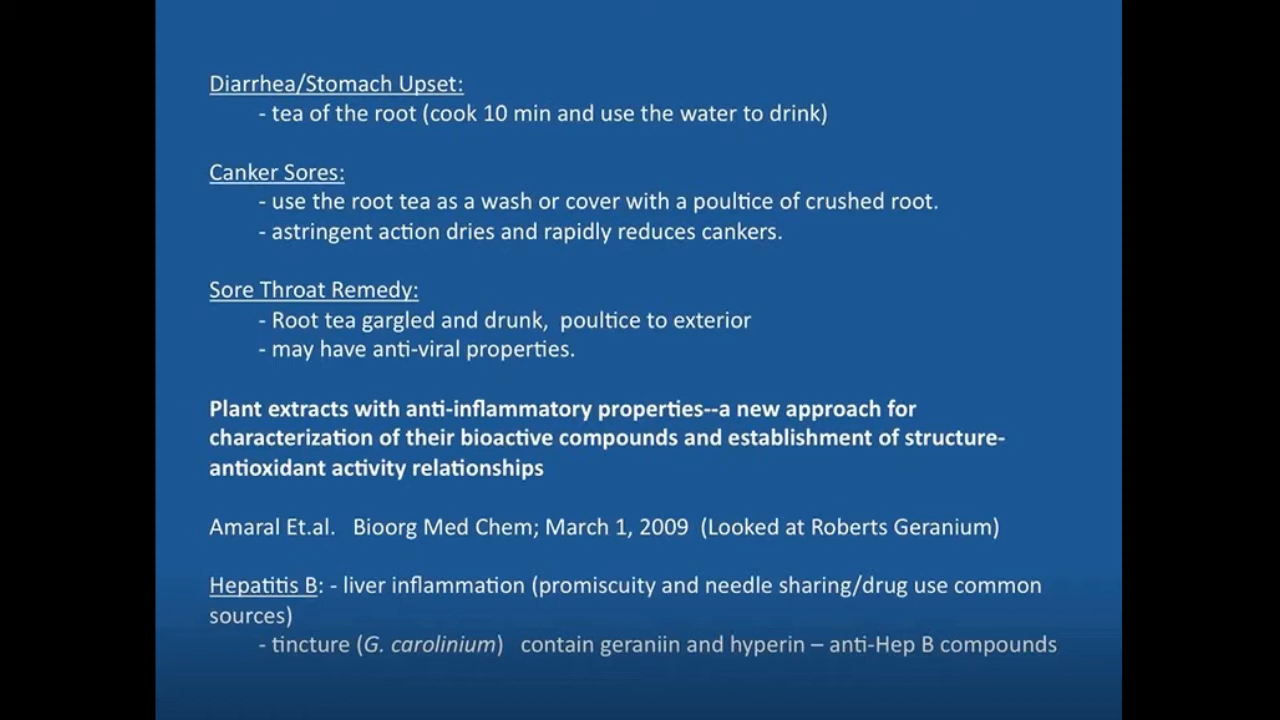 Diarrhea/Stomach Upset:
- tea of the root (cook 10 min and use the water to drink)
Canker Sores:
- use the root tea as a wash or cover with a poultice of crushed root.
- astringent action dries and rapidly reduces cankers.
Sore Throat Remedy:
- Root tea gargled and drunk,  poultice to exterior
- may have anti-viral properties.
Plant extracts with anti-inflammatory properties--a new approach for
characterization of their bioactive compounds and establishment of structure-
antioxidant activity relationships
Amaral Et.al.   Bioorg Med Chem; March 1, 2009  (Looked at Roberts Geranium)
Hepatitis B: - liver inflammation (promiscuity and needle sharing/drug use common
sources)
- tincture (G. carolinium)   contain geraniin and hyperin – anti-Hep B compounds